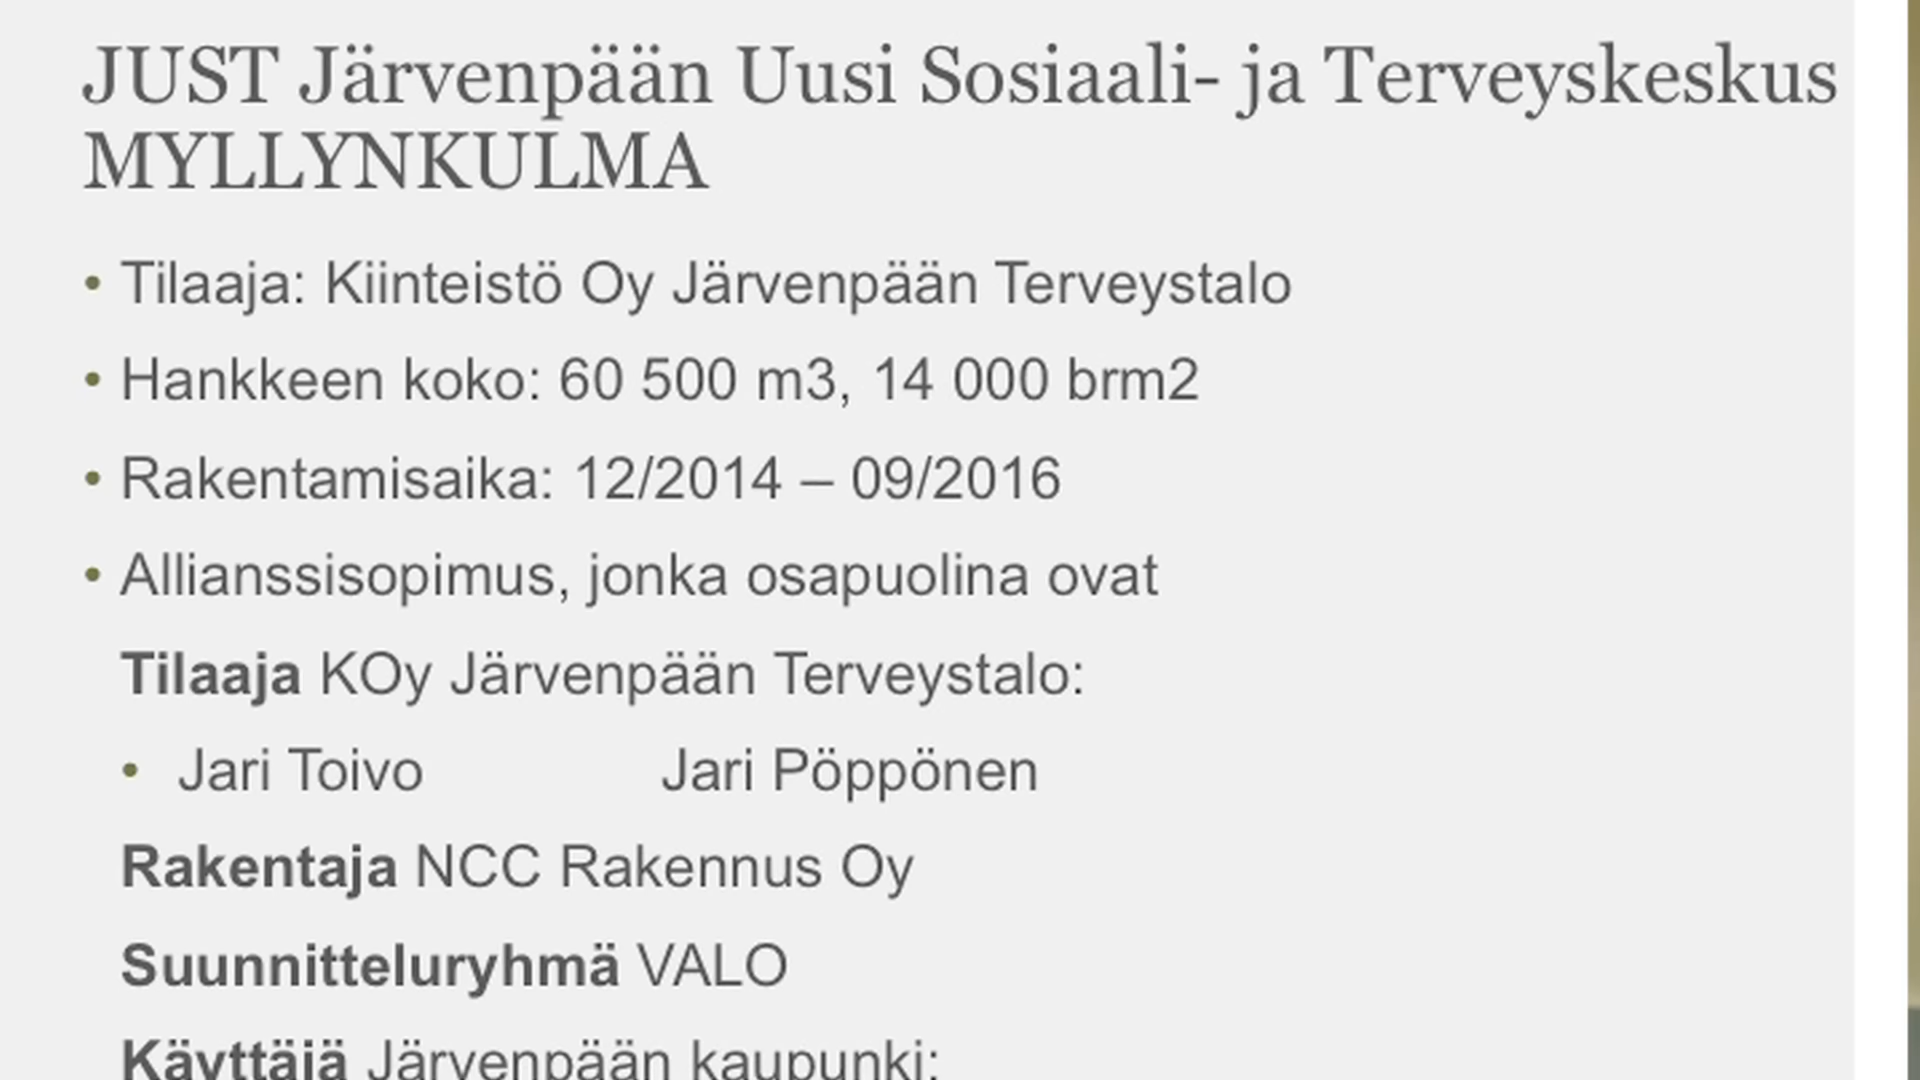 JUST Järvenpään Uusi Sosiaali- ja Terveyskeskus
MYLLYNKULMA
• Tilaaja: Kiinteistö Oy Järvenpään Terveystalo
• Hankkeen koko: 60 500 m3, 14 000 brm2
• Rakentamisaika: 12/2014 – 09/2016
• Allianssisopimus, jonka osapuolina ovat
Tilaaja KOy Järvenpään Terveystalo:
• Jari Toivo Jari Pöppönen
Rakentaja NCC Rakennus Oy
Suunnitteluryhmä VALO
Käyttäjä Järvenpään kaupunki: